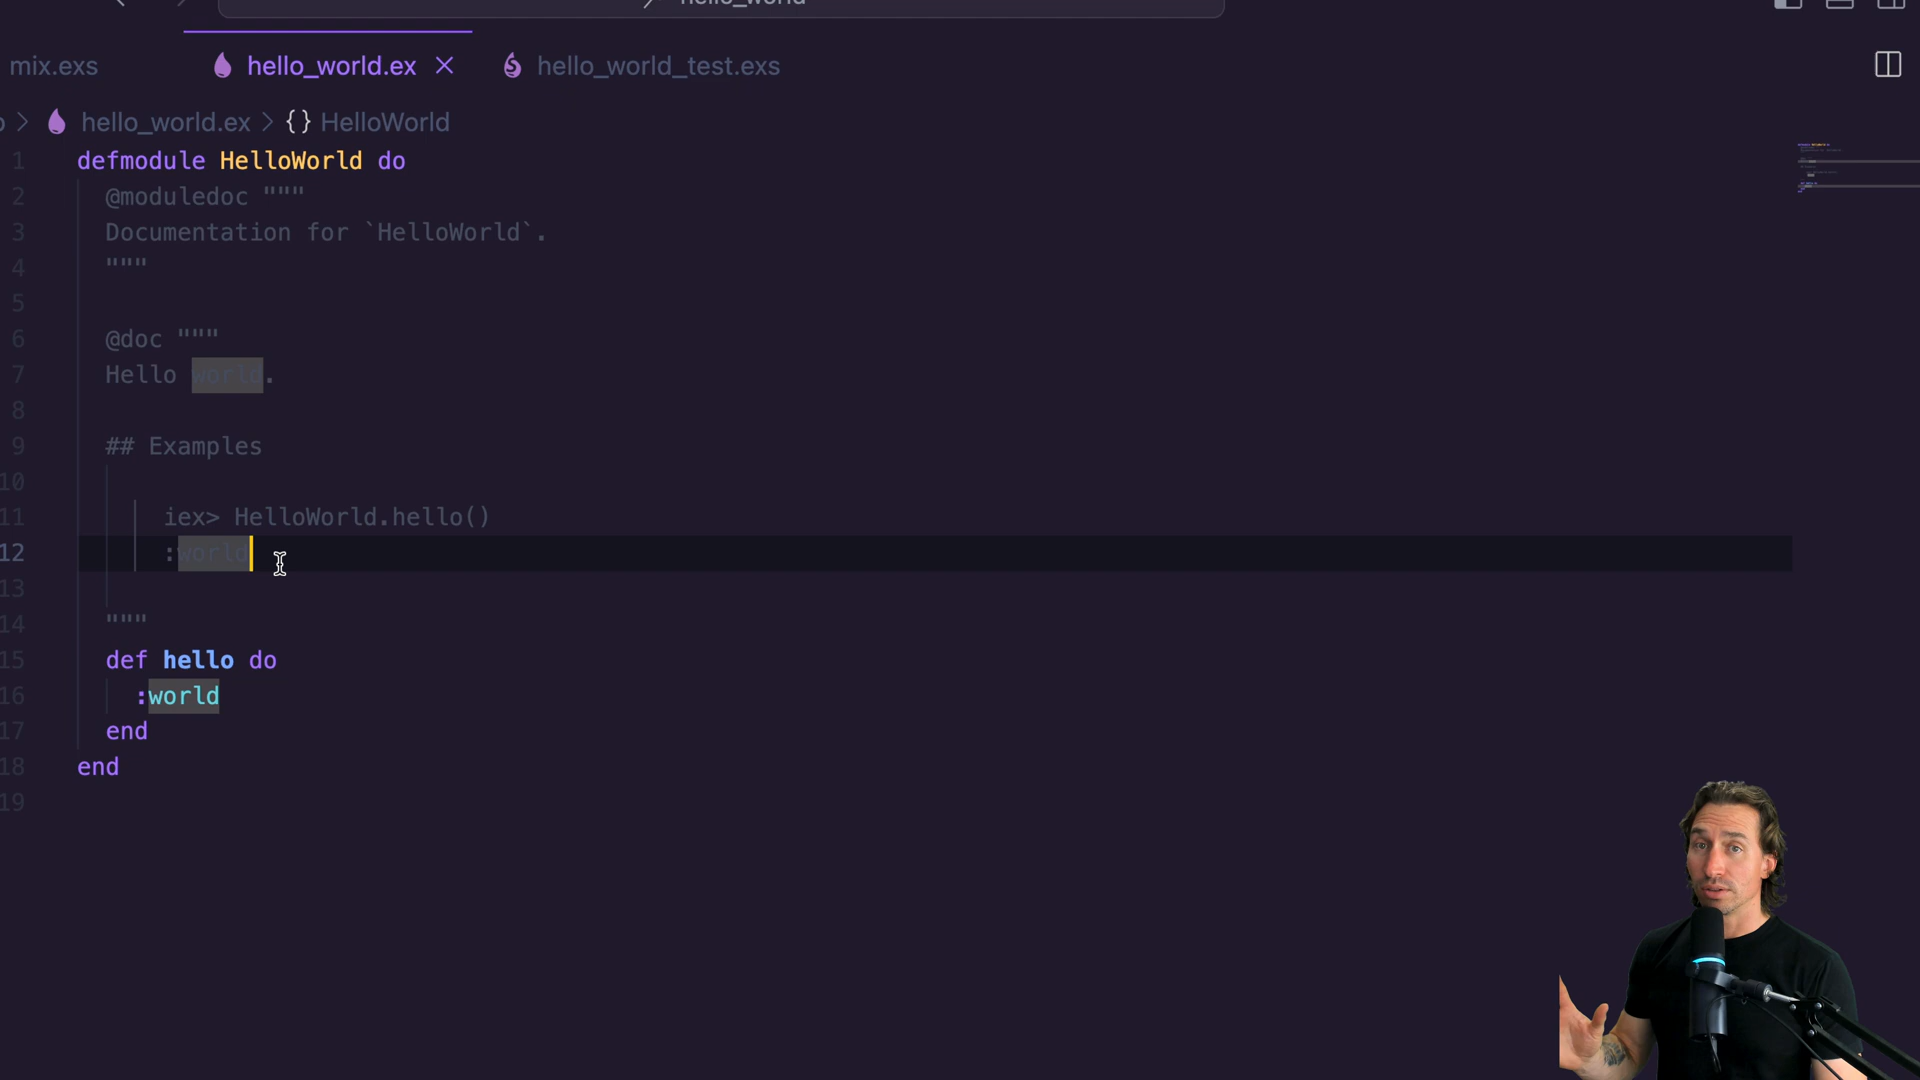 hello_world
mix.exs
hello_world.ex
hello_world_test.exs
hello_world.ex > {} HelloWorld
1 defmodule HelloWorld do
2 @moduledoc """
3 Documentation for `HelloWorld`.
4 """
5
6 @doc """
7 Hello world.
8
9 ## Examples
10
11 iex> HelloWorld.hello()
12 :world
13
14 """
15 def hello do
16 :world
17 end
18 end
19